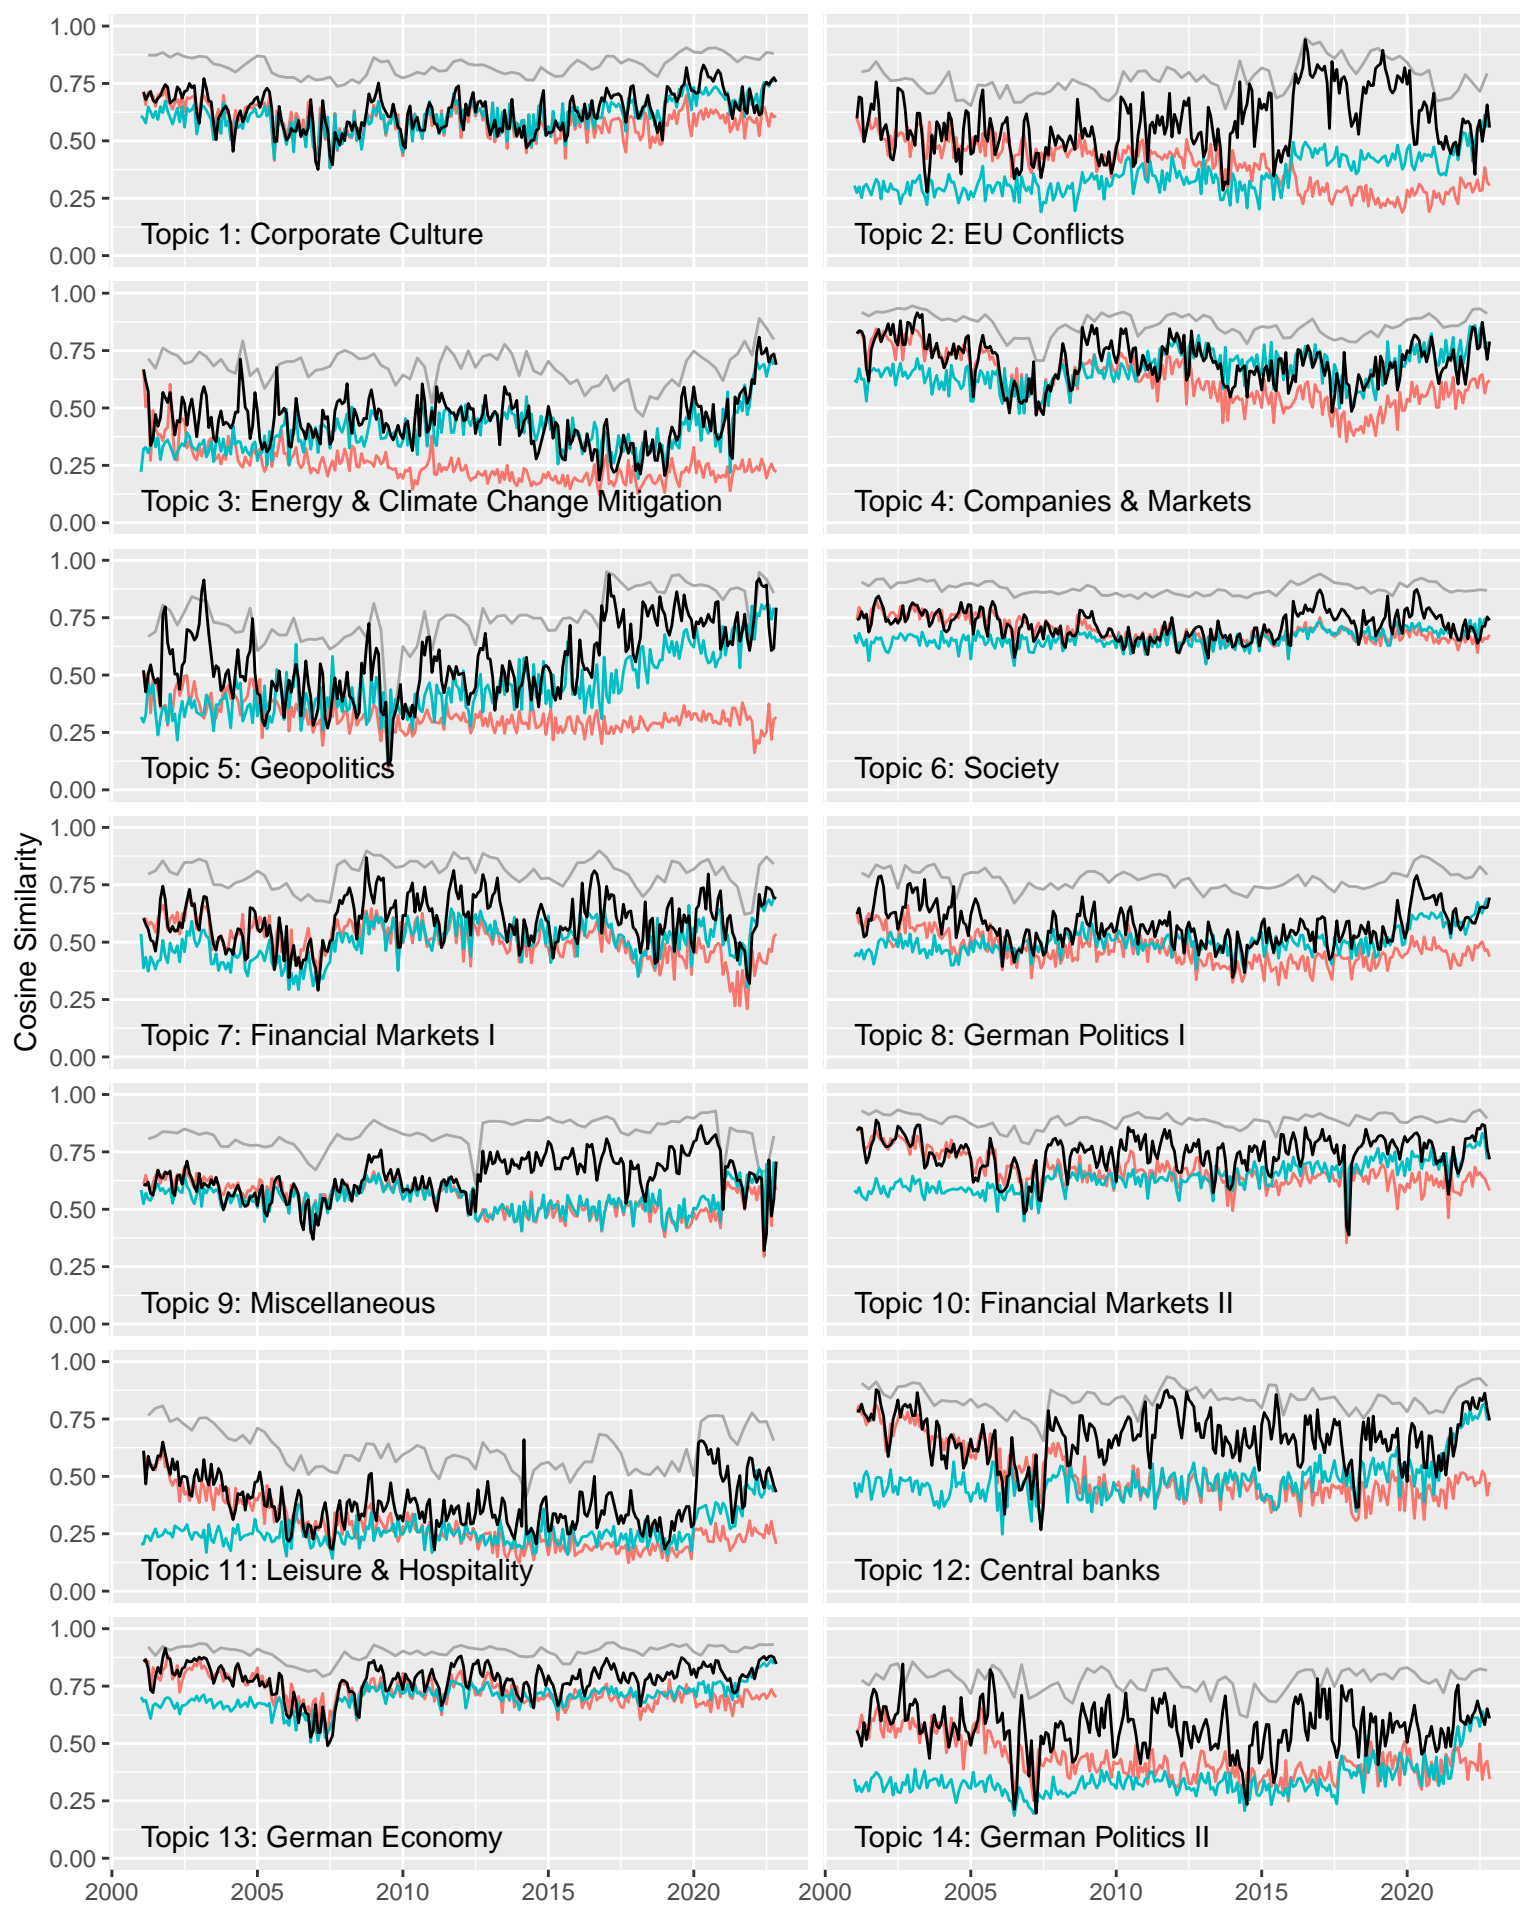 1.00
0.75
0.50
0.25
0.00
Topic 1: Corporate Culture
Topic 2: EU Conflicts
1.00
0.75
0.50
0.25
0.00
Topic 3: Energy & Climate Change Mitigation
Topic 4: Companies & Markets
1.00
0.75
0.50
0.25
0.00
Topic 5: Geopolitics
Topic 6: Society
Cosine Similarity
1.00
0.75
0.50
0.25
0.00
Topic 7: Financial Markets I
Topic 8: German Politics I
1.00
0.75
0.50
0.25
0.00
Topic 9: Miscellaneous
Topic 10: Financial Markets II
1.00
0.75
0.50
0.25
0.00
Topic 11: Leisure & Hospitality
Topic 12: Central banks
1.00
0.75
0.50
0.25
0.00
Topic 13: German Economy
Topic 14: German Politics II
2000 2005 2010 2015 2020 2000 2005 2010 2015 2020